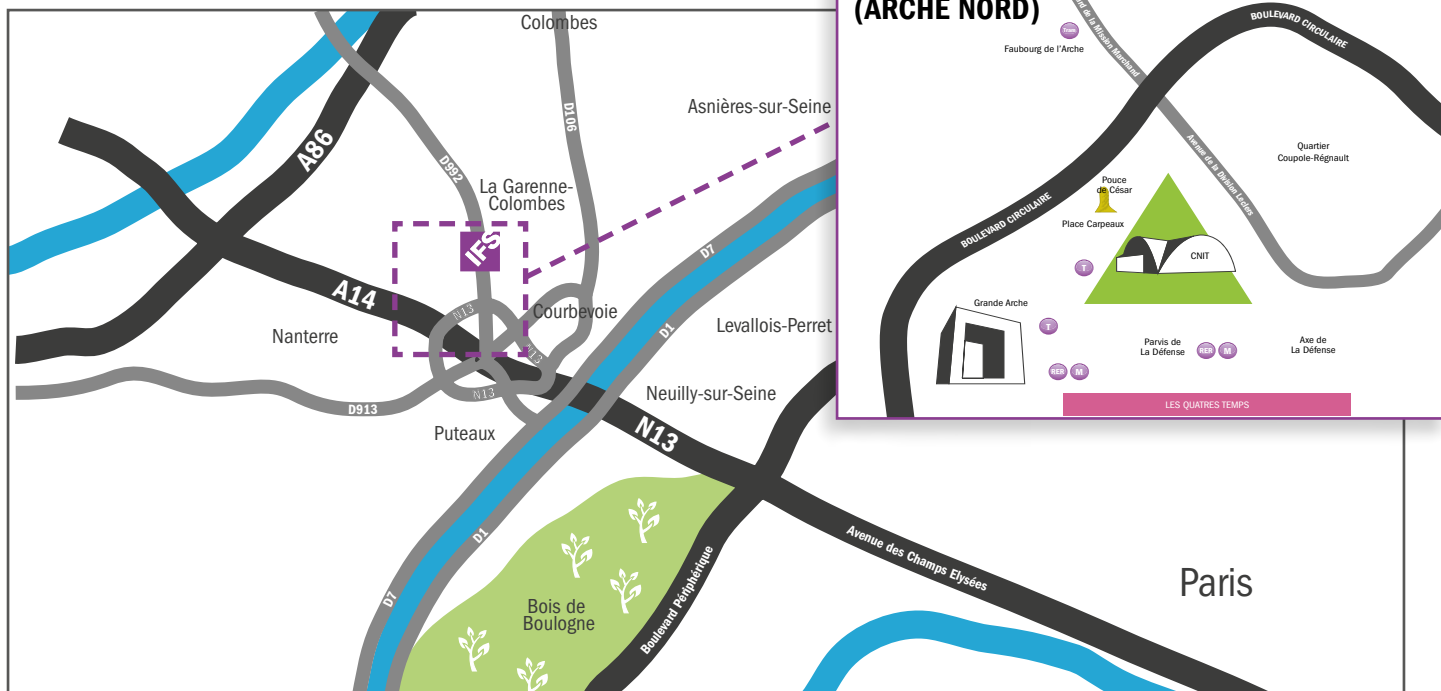 (ARCHE NORD)
BOULEVARD CIRCULAIRE
Tram
Faubourg de l'Arche
Avenue de la Division Léclers
Quartier
Coupole-Régnault
Pouce
de César
Place Carpeaux
BOULEVARD CIRCULAIRE
CNIT
T
Grande Arche
T
Parvis de
La Défense
RER
M
Axe de
La Défense
RER
M
LES QUATRES TEMPS
Colombes
D106
Asnières-sur-Seine
A86
D992
La Garenne-
Colombes
IFS
D7
A14
N13
Courbevoie
N13
D1
Levallois-Perret
Nanterre
N13
Neuilly-sur-Seine
D913
Puteaux
N13
D1
Avenue des Champs Elysées
Paris
D7
Bois de
Boulogne
Boulevard Périphérique